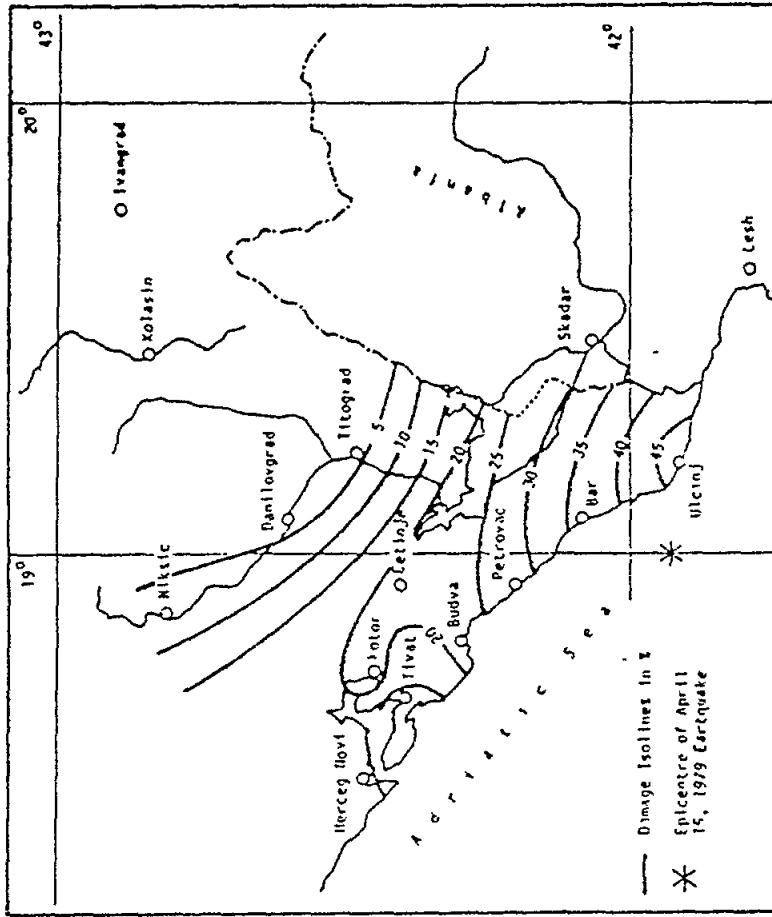 43°
42°
20°
19°
Ivangrad
Kolasin
Albania
Lesh
Skadar
Titograd
Danilovgrad
Niksic
5
10
15
20
25
30
35
40
45
Cetinje
Kotor
Tivat
20
Budva
Petrovac
Bar
Ulcinj
Herceg Novi
Adriatic Sea
Damage Isolines in %
Epicentre of April
15, 1979 Eartquake